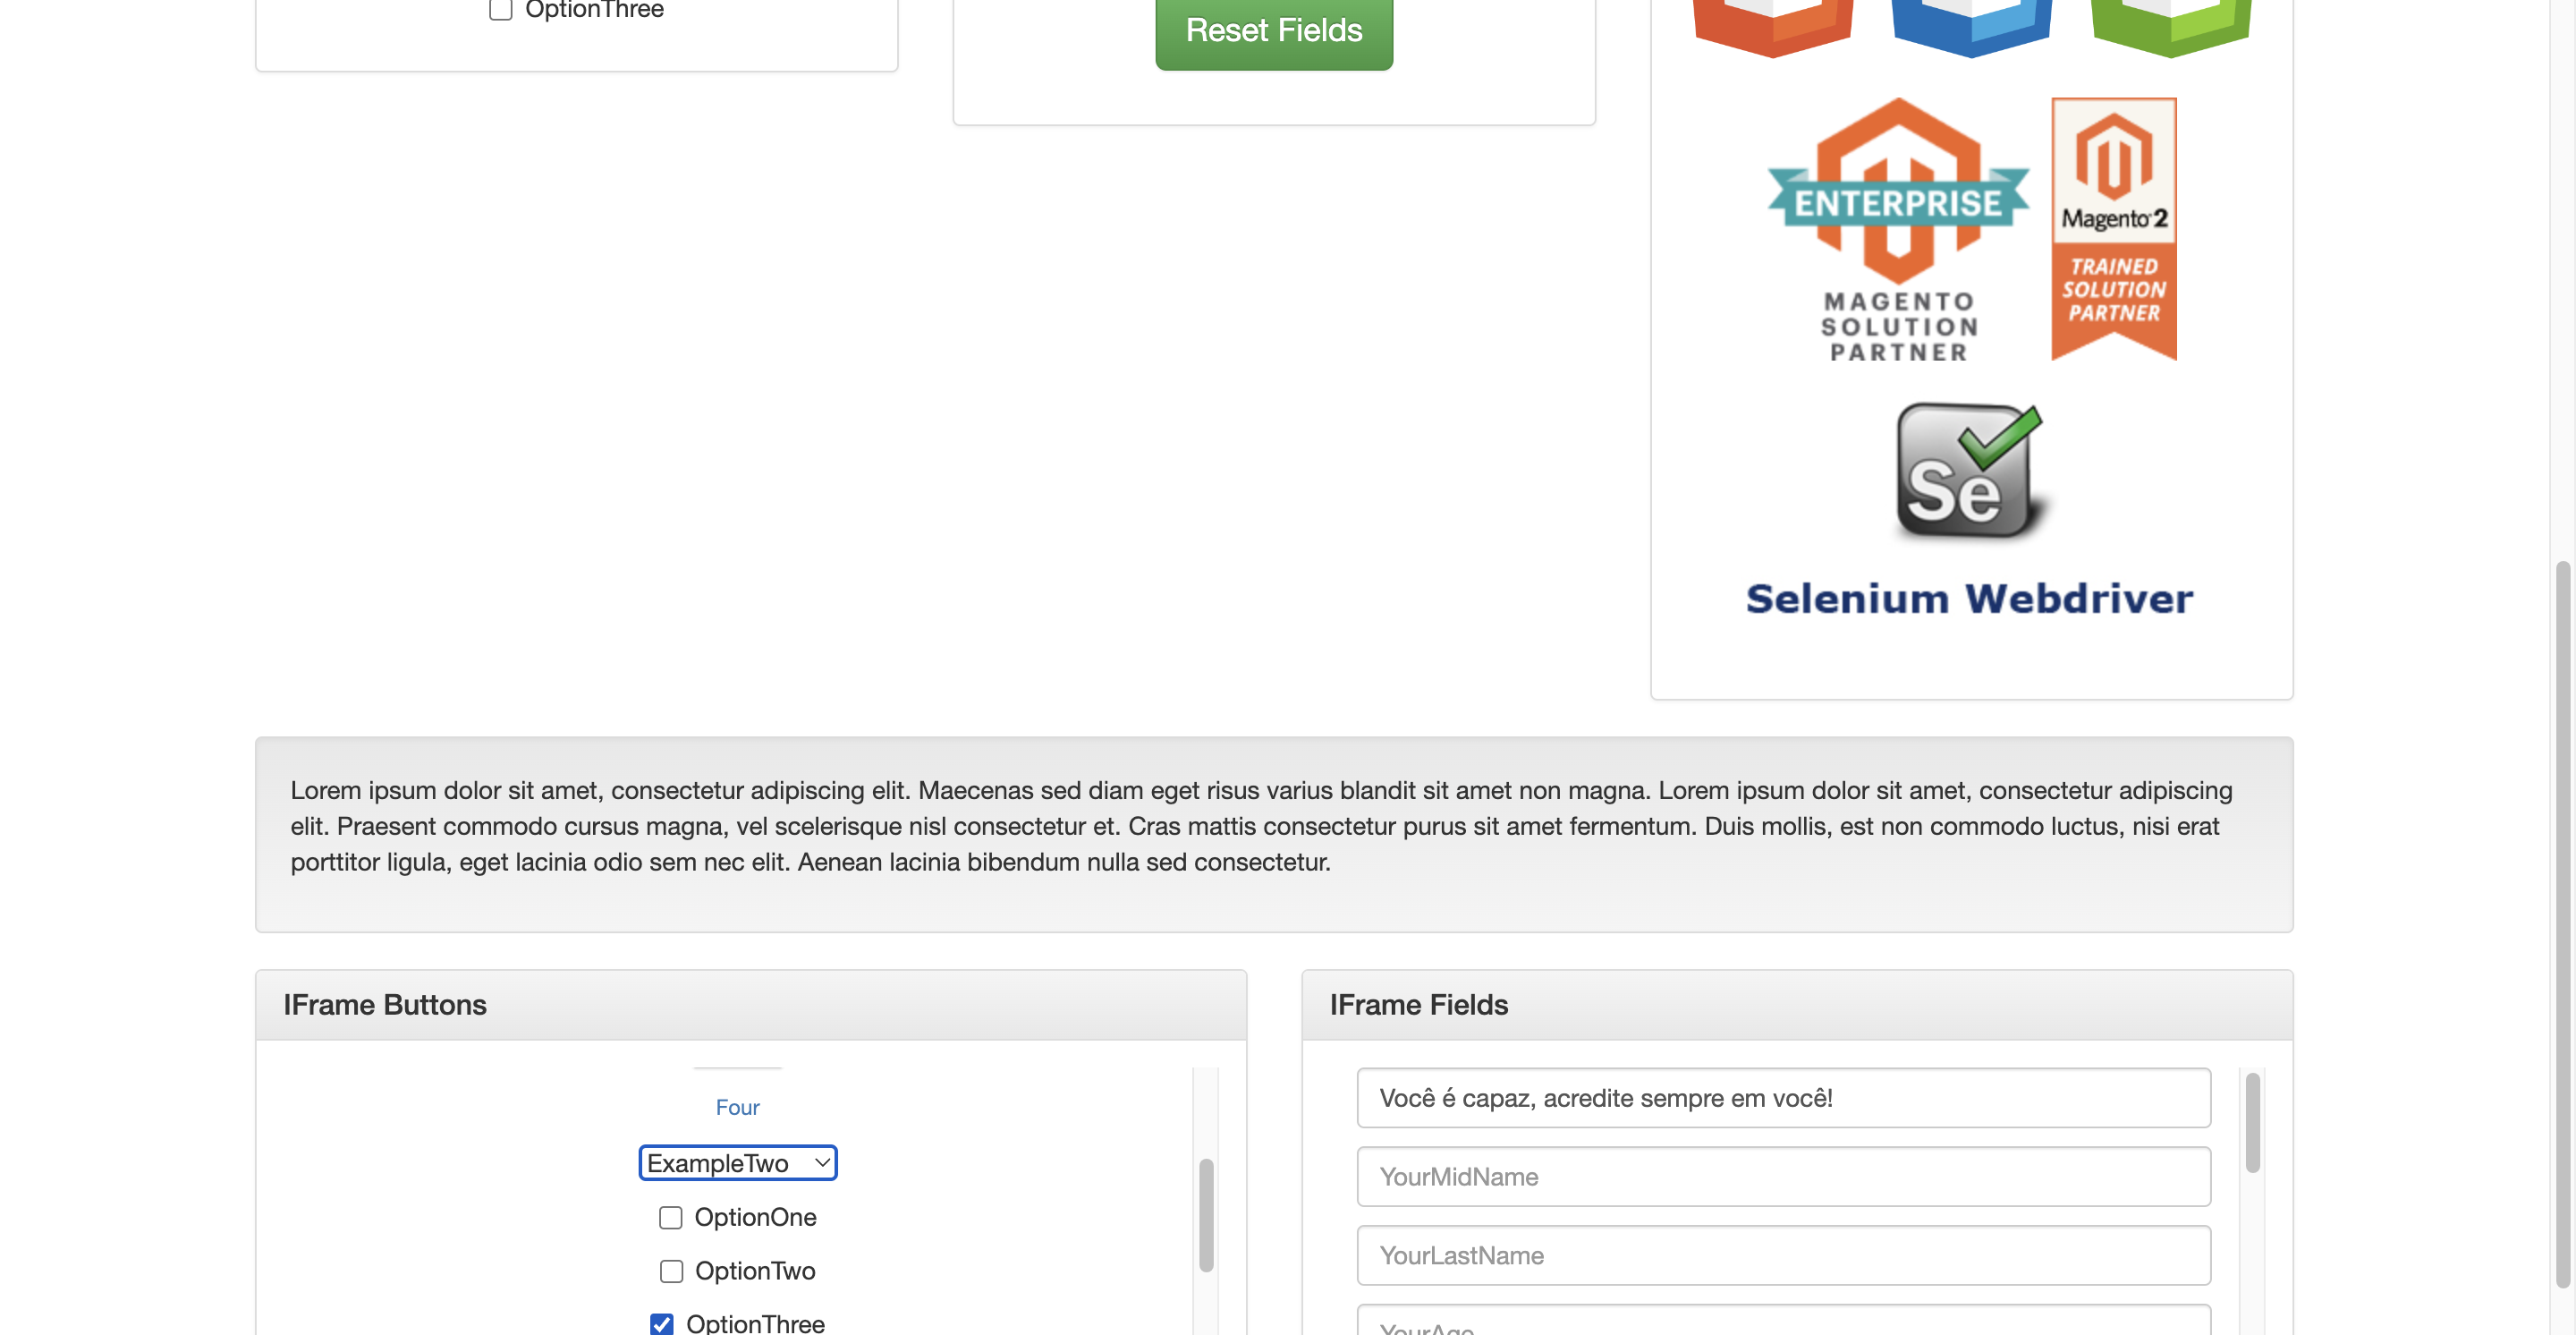 OptionThree
Reset Fields
ENTERPRISE
MAGENTO
SOLUTION
PARTNER
Magento 2
TRAINED
SOLUTION
PARTNER
Se
Selenium Webdriver
Lorem ipsum dolor sit amet, consectetur adipiscing elit. Maecenas sed diam eget risus varius blandit sit amet non magna. Lorem ipsum dolor sit amet, consectetur adipiscing
elit. Praesent commodo cursus magna, vel scelerisque nisl consectetur et. Cras mattis consectetur purus sit amet fermentum. Duis mollis, est non commodo luctus, nisi erat
porttitor ligula, eget lacinia odio sem nec elit. Aenean lacinia bibendum nulla sed consectetur.
IFrame Buttons
Four
ExampleTwo
OptionOne
OptionTwo
OptionThree
IFrame Fields
Você é capaz, acredite sempre em você!
YourMidName
YourLastName
YourAge